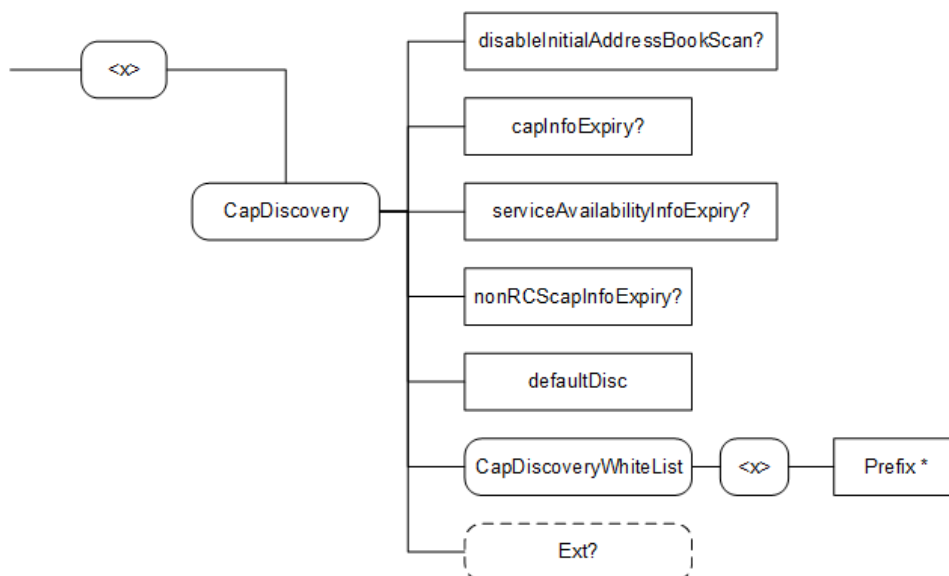 disableInitialAddressBookScan?
<x>
capInfoExpiry?
CapDiscovery
serviceAvailabilityInfoExpiry?
nonRCScapInfoExpiry?
defaultDisc
CapDiscoveryWhiteList
<x>
Prefix *
Ext?